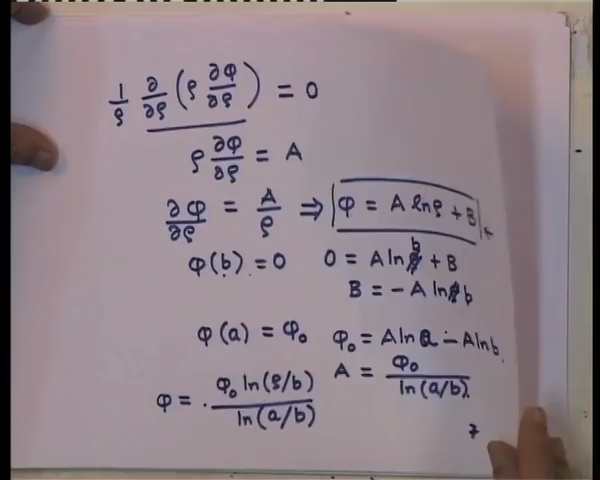 1/ρ ∂/∂ρ (ρ ∂φ/∂ρ) = 0
ρ ∂φ/∂ρ = A
∂φ/∂ρ = A/ρ ⇒ φ = A lnρ + B
φ(b) = 0 0 = A ln b + B
B = - A ln b
φ(a) = φ₀ φ₀ = A ln a - A ln b
A = φ₀ / ln(a/b)
φ = φ₀ ln(ρ/b) / ln(a/b)
7